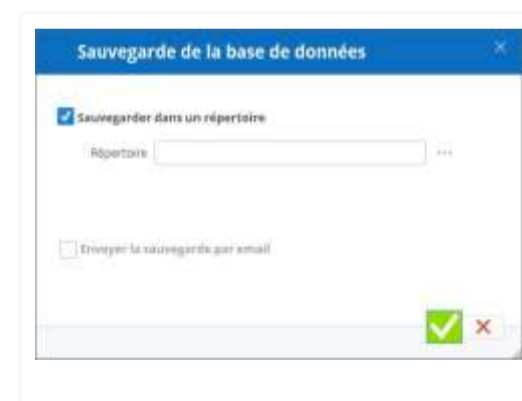 Sauvegarde de la base de données
Sauvegarder dans un répertoire
Répertoire
...
Envoyer la sauvegarde par email